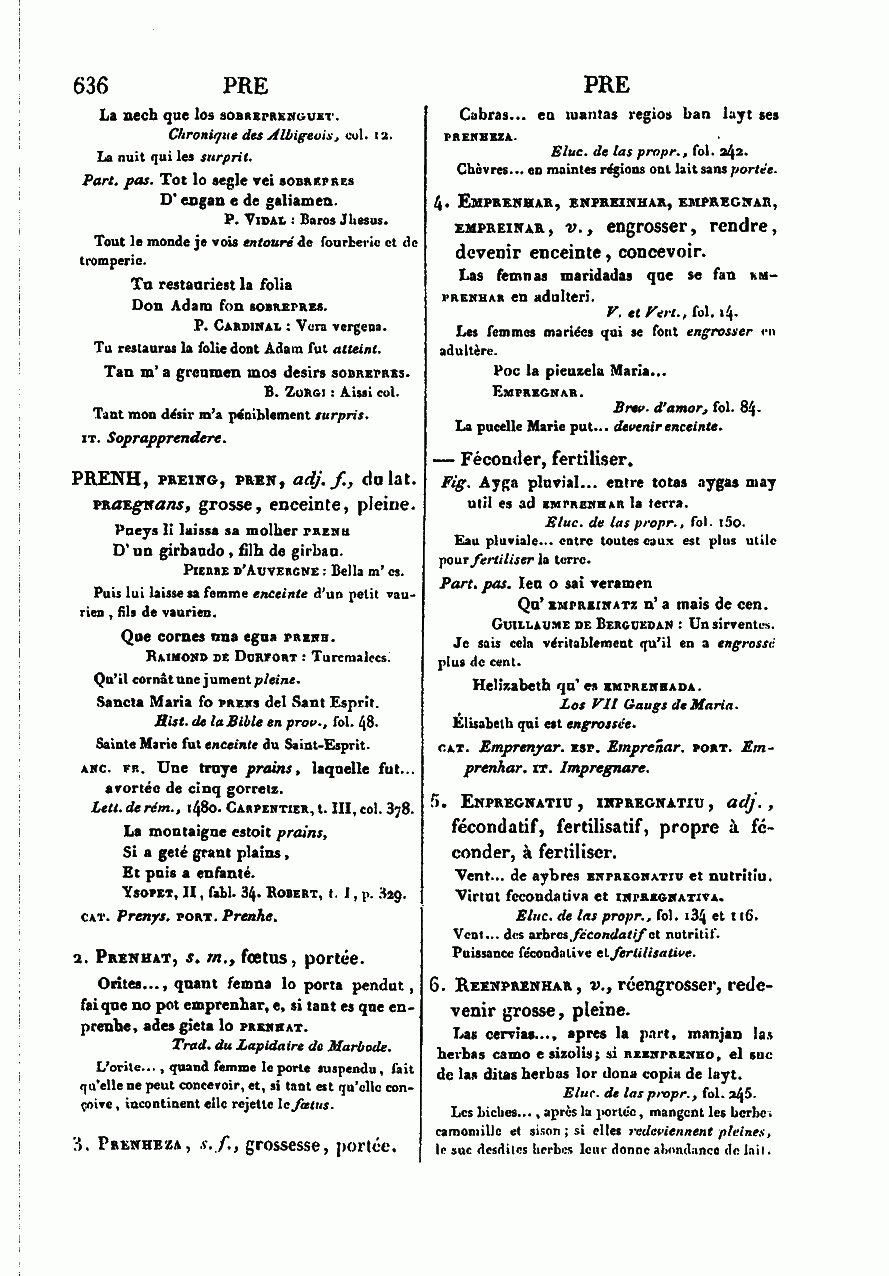 636 PRE PRE
La nech que los SOBREPRENGUET.
Chronique des Albigeois, col. 12.
La nuit qui les surprit.
Part. pas. Tot lo segle vei SOBREPRES
D' engan e de galiamen.
P. VIDAL : Baros Jhesus.
Tout le monde je vois entouré de fourberie et de
tromperie.
Tu restauriest la folia
Don Adam fon SOBREPRES.
P. CARDINAL : Vera vergena.
Tu restauras la folie dont Adam fut atteint.
Tan m' a greumen mos desirs SOBREPRES.
B. ZORGI : Aissi col.
Tant mon désir m'a péniblement surpris.
IT. Soprapprendere.
PRENH, PREING, PREN, adj. f., du lat.
PRAEGNANS, grosse, enceinte, pleine.
Pueys li laissa sa molher PRENH
D' un girbaudo, filh de girbau.
PIERRE D'AUVERGNE : Bella m' es.
Puis lui laisse sa femme enceinte d'un petit vau-
rien, fils de vaurien.
Que cornes una egua PRENH.
RAIMOND DE DURFORT : Turcmalecs.
Qu'il cornât une jument pleine.
Sancta Maria fo PRENS del Sant Esprit.
Hist. de la Bible en prov., fol. 48.
Sainte Marie fut enceinte du Saint-Esprit.
ANC. FR. Une truye prains, laquelle fut...
avortée de cinq gorretz.
Lett. de rém., 1480. CARPENTIER, t. III, col. 378.
La montaigne estoit prains,
Si a geté grant plains,
Et puis a enfanté.
YSOPET, II, fabl. 34. ROBERT, t. I, p. 329.
CAT. Prenys. PORT. Prenhe.
2. PRENHAT, s. m., fœtus, portée.
Orites..., quant femna lo porta pendut,
fai que no pot emprenhar, e, si tant es que en-
prenhe, ades gieta lo PRENHAT.
Trad. du Lapidaire de Marbode.
L'orite..., quand femme le porte suspendu, fait
qu'elle ne peut concevoir, et, si tant est qu'elle con-
çoive, incontinent elle rejette le fœtus.
3. PRENHEZA, s. f., grossesse, portée.
Cabras... en mantas regios han layt ses
PRENHEZA.
Eluc. de las propr., fol. 242.
Chèvres... en maintes régions ont lait sans portée.
4. EMPRENHAR, ENPREINHAR, EMPREGNAR,
EMPREINAR, v., engrosser, rendre,
devenir enceinte, concevoir.
Las femnas maridadas que se fan EM-
PRENHAR en adulteri.
V. et Vert., fol. 14.
Les femmes mariées qui se font engrosser en
adultère.
Poc la pieuzela Maria...
EMPREGNAR.
Brev. d'amor, fol. 84.
La pucelle Marie put... devenir enceinte.
— Féconder, fertiliser.
Fig. Ayga pluvial... entre totas aygas may
util es ad EMPRENHAR la terra.
Eluc. de las propr., fol. 150.
Eau pluviale... entre toutes eaux est plus utile
pour fertiliser la terre.
Part. pas. Ieu o sai veramen
Qu' EMPREINATZ n' a mais de cen.
GUILLAUME DE BERGUEDAN : Un sirventes.
Je sais cela véritablement qu'il en a engrossé
plus de cent.
Helizabeth qu' es EMPRENHADA.
Los VII Gaugs de Maria.
Élisabeth qui est engrossée.
CAT. Emprenyar. ESP. Empreñar. PORT. Em-
prenhar. IT. Impregnare.
5. ENPREGNATIU, INPREGNATIU, adj.,
fécondatif, fertilisatif, propre à fé-
conder, à fertiliser.
Vent... de aybres ENPREGNATIU et nutritiu.
Virtut fecondativa et INPREGNATIVA.
Eluc. de las propr., fol. 134 et 116.
Vent... des arbres fécondatif et nutritif.
Puissance fécondative et fertilisative.
6. REENPRENHAR, v., réengrosser, rede-
venir grosse, pleine.
Las cervias..., apres la part, manjan las
herbas camo e sizolis; si REENPRENHO, el suc
de las ditas herbas lor dona copia de layt.
Eluc. de las propr., fol. 245.
Les biches..., après la portée, mangent les herbes
camomille et sison; si elles redeviennent pleines,
le suc desdites herbes leur donne abondance de lait.